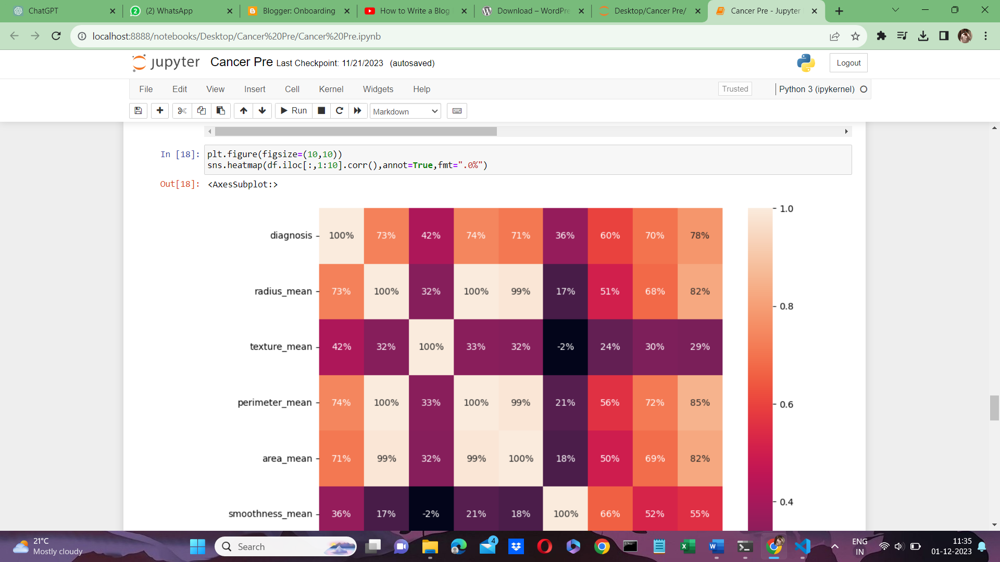 ChatGPT
(2) WhatsApp
Blogger: Onboarding
How to Write a Blog
Download – WordPre
Desktop/Cancer Pre/
Cancer Pre - Jupyter
localhost:8888/notebooks/Desktop/Cancer%20Pre/Cancer%20Pre.ipynb
jupyter Cancer Pre Last Checkpoint: 11/21/2023 (autosaved)
Logout
File Edit View Insert Cell Kernel Widgets Help
Trusted
Python 3 (ipykernel)
Run
Markdown
In [18]: plt.figure(figsize=(10,10))
sns.heatmap(df.iloc[:,1:10].corr(),annot=True,fmt=".0%")
Out[18]: <AxesSubplot:>
diagnosis 100% 73% 42% 74% 71% 36% 60% 70% 78%
radius_mean 73% 100% 32% 100% 99% 17% 51% 68% 82%
texture_mean 42% 32% 100% 33% 32% -2% 24% 30% 29%
perimeter_mean 74% 100% 33% 100% 99% 21% 56% 72% 85%
area_mean 71% 99% 32% 99% 100% 18% 50% 69% 82%
smoothness_mean 36% 17% -2% 21% 18% 100% 66% 52% 55%
1.0
0.8
0.6
0.4
21°C
Mostly cloudy
Search
4
ENG
IN
11:35
01-12-2023